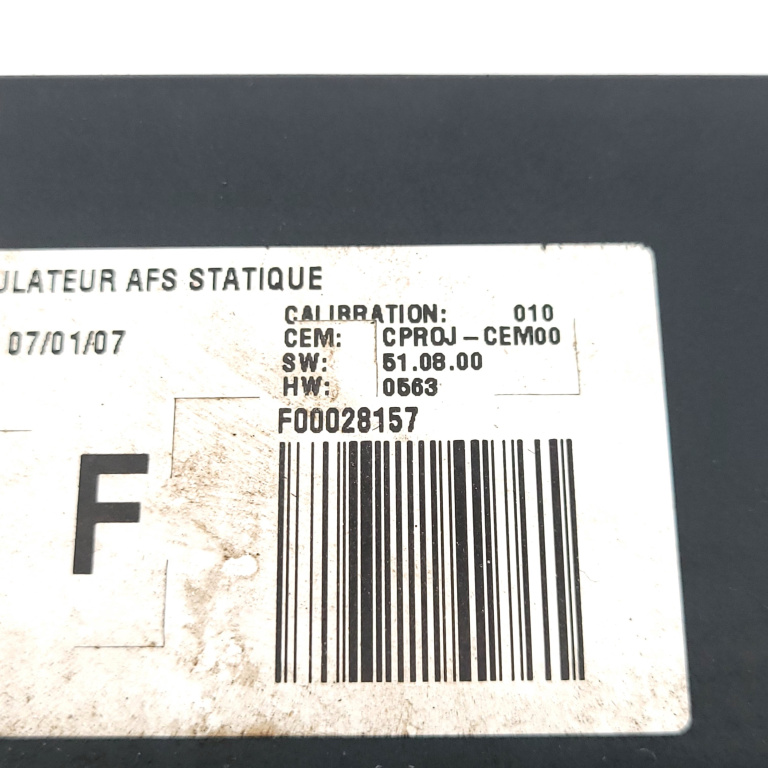 ULATEUR AFS STATIQUE
CALIBRATION: 010
07/01/07
CEM: CPROJ-CEM00
SW: 51.08.00
HW: 0563
F00028157
F